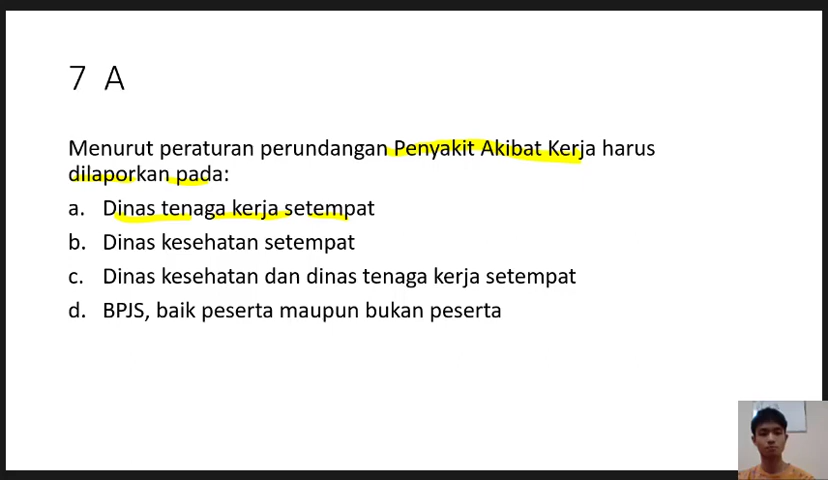 7 A
Menurut peraturan perundangan Penyakit Akibat Kerja harus
dilaporkan pada:
a. Dinas tenaga kerja setempat
b. Dinas kesehatan setempat
c. Dinas kesehatan dan dinas tenaga kerja setempat
d. BPJS, baik peserta maupun bukan peserta